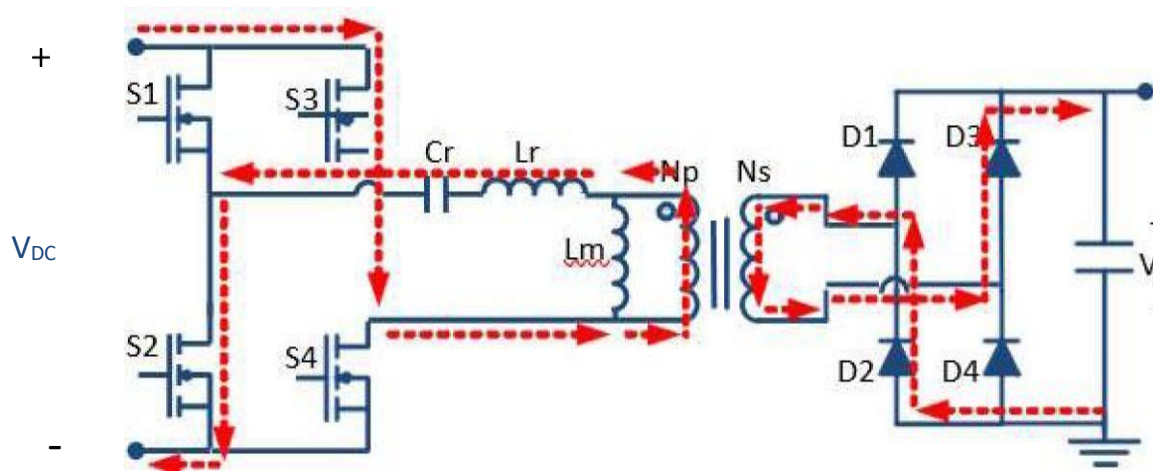 +
S1
S3
Cr
Lr
Np
Ns
D1
D3
VDC
Lm
V
S2
S4
D2
D4
-